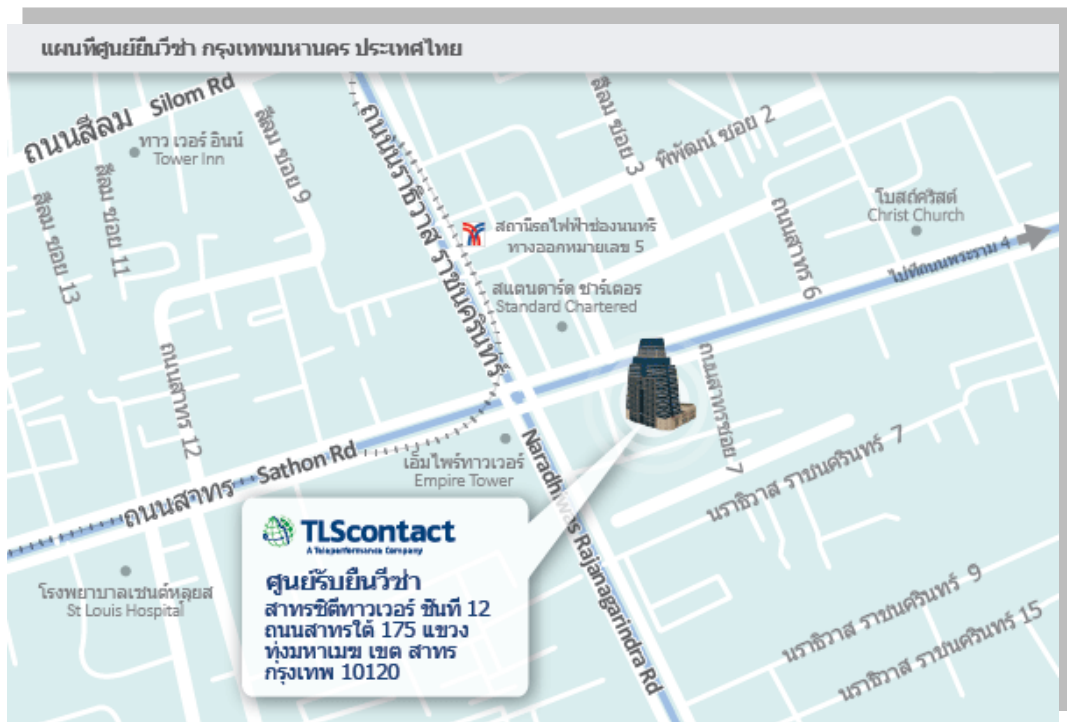 แผนที่ศูนย์ยื่นวีซ่า กรุงเทพมหานคร ประเทศไทย
ถนนสีลม Silom Rd
ทาว เวอร์ อินน์
Tower Inn
สีลม ซอย 9
สีลม ซอย 11
สีลม ซอย 13
ถนนนราธิวาส ราชนครินทร์
สีลม ซอย 3
พิพัฒน์ ซอย 2
สถานีรถไฟฟ้าช่องนนทรี
ทางออกหมายเลข 5
โบสถ์คริสต์
Christ Church
ถนนสาทร 6
ไปที่ถนนพระราม 4
สแตนดาร์ด ชาร์เตอร์
Standard Chartered
ถนนสาทร 12
ถนนสาทรซอย 7
ถนนสาทร Sathon Rd
เอ็มไพร์ทาวเวอร์
Empire Tower
Naradhiwas Rajanagarindra Rd
นราธิวาส ราชนครินทร์ 7
TLScontact
A Teleperformance Company
ศูนย์รับยื่นวีซ่า
สาทรซิตีทาวเวอร์ ชั้นที่ 12
ถนนสาทรใต้ 175 แขวง
ทุ่งมหาเมฆ เขต สาทร
กรุงเทพ 10120
โรงพยาบาลเซนต์หลุยส
St Louis Hospital
นราธิวาส ราชนครินทร์ 9
นราธิวาส ราชนครินทร์ 15